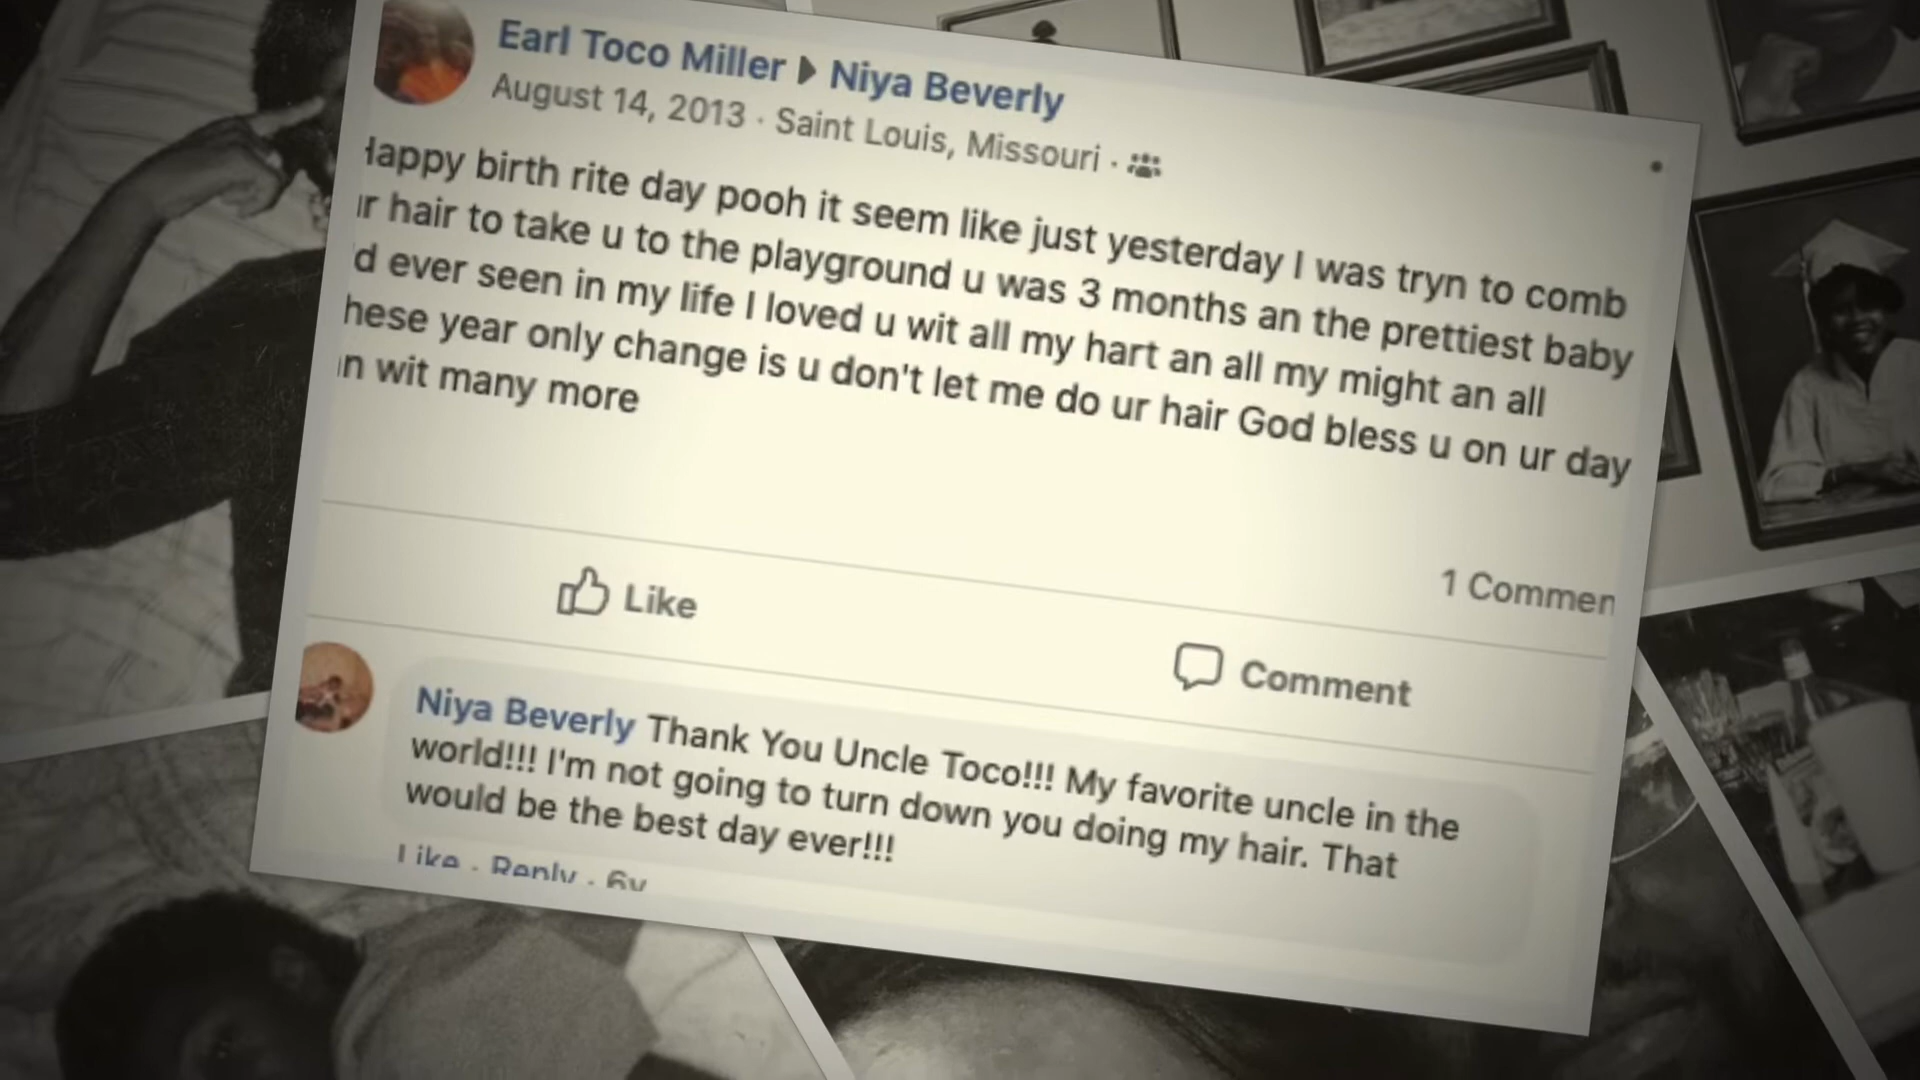 Earl Toco Miller ▶ Niya Beverly
August 14, 2013 · Saint Louis, Missouri ·
Happy birth rite day pooh it seem like just yesterday I was tryn to comb
ur hair to take u to the playground u was 3 months an the prettiest baby
d ever seen in my life I loved u wit all my hart an all my might an all
hese year only change is u don't let me do ur hair God bless u on ur day
n wit many more
1 Commen
Like
Comment
Niya Beverly Thank You Uncle Toco!!! My favorite uncle in the
world!!! I'm not going to turn down you doing my hair. That
would be the best day ever!!!
Like · Reply · 6y